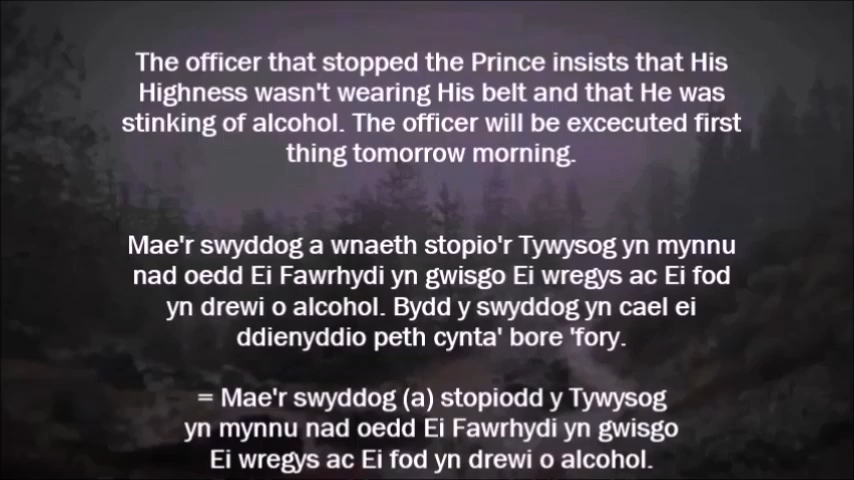 The officer that stopped the Prince insists that His
Highness wasn't wearing His belt and that He was
stinking of alcohol. The officer will be excecuted first
thing tomorrow morning.
Mae'r swyddog a wnaeth stopio'r Tywysog yn mynnu
nad oedd Ei Fawrhydi yn gwisgo Ei wregys ac Ei fod
yn drewi o alcohol. Bydd y swyddog yn cael ei
ddienyddio peth cynta' bore 'fory.
= Mae'r swyddog (a) stopiodd y Tywysog
yn mynnu nad oedd Ei Fawrhydi yn gwisgo
Ei wregys ac Ei fod yn drewi o alcohol.